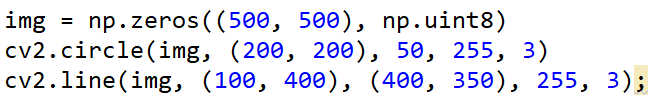 img = np.zeros((500, 500), np.uint8)
cv2.circle(img, (200, 200), 50, 255, 3)
cv2.line(img, (100, 400), (400, 350), 255, 3);